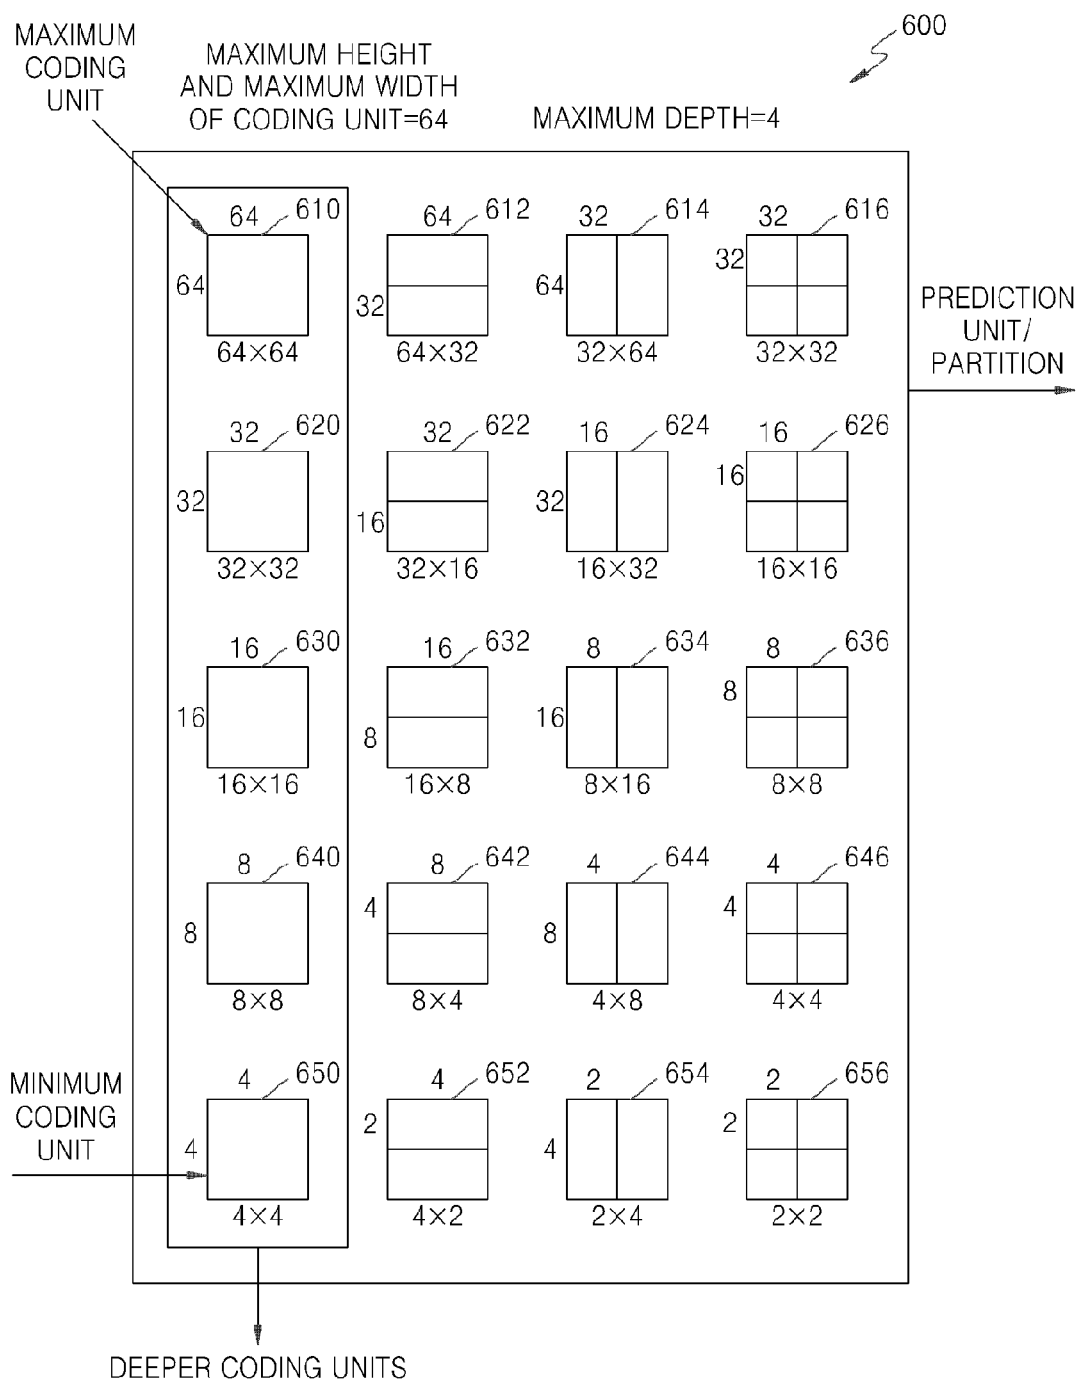 600
MAXIMUM
CODING
UNIT
MAXIMUM HEIGHT
AND MAXIMUM WIDTH
OF CODING UNIT=64
MAXIMUM DEPTH=4
64 610 64 612 32 614 32 616
64 32 64 32
64×64 64×32 32×64 32×32
PREDICTION
UNIT/
PARTITION
32 620 32 622 16 624 16 626
32 16 32 16
32×32 32×16 16×32 16×16
16 630 16 632 8 634 8 636
16 8 16 8
16×16 16×8 8×16 8×8
8 640 8 642 4 644 4 646
8 4 8 4
8×8 8×4 4×8 4×4
MINIMUM
CODING
UNIT
4 650 4 652 2 654 2 656
4 2 4 2
4×4 4×2 2×4 2×2
DEEPER CODING UNITS